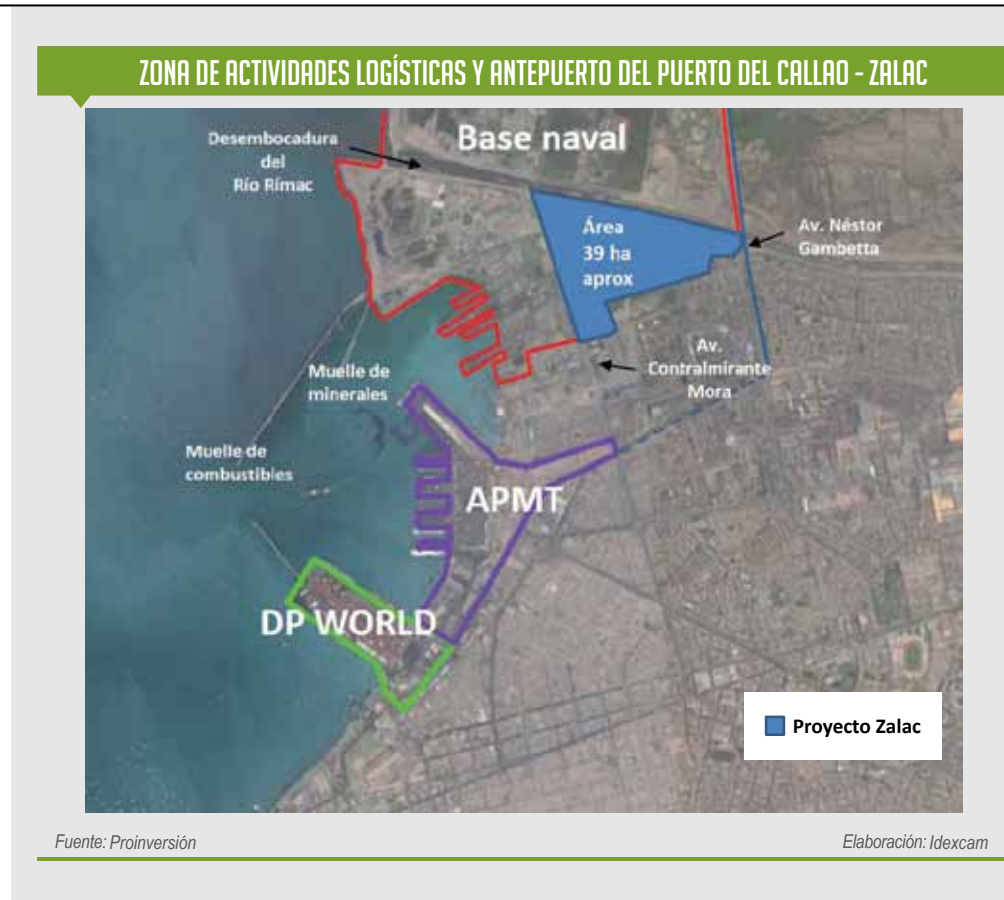 ZONA DE ACTIVIDADES LOGÍSTICAS Y ANTEPUERTO DEL PUERTO DEL CALLAO - ZALAC
Desembocadura
del
Río Rímac
Base naval
Área
39 ha
aprox
Av. Néstor
Gambetta
Av.
Contralmirante
Mora
Muelle de
minerales
Muelle de
combustibles
APMT
DP WORLD
Proyecto Zalac
Fuente: Proinversión
Elaboración: Idexcam